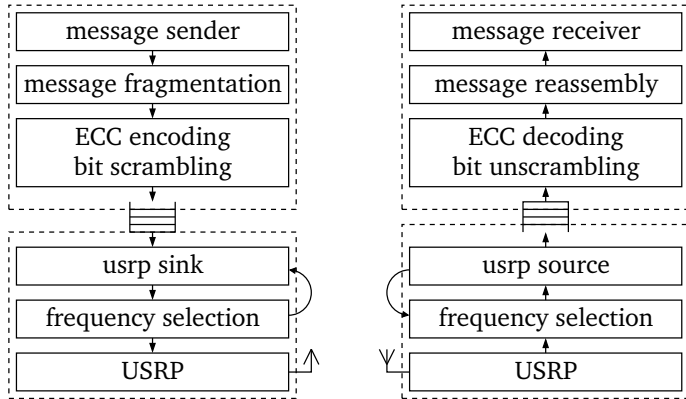 message sender
message fragmentation
ECC encoding
bit scrambling
usrp sink
frequency selection
USRP
message receiver
message reassembly
ECC decoding
bit unscrambling
usrp source
frequency selection
USRP